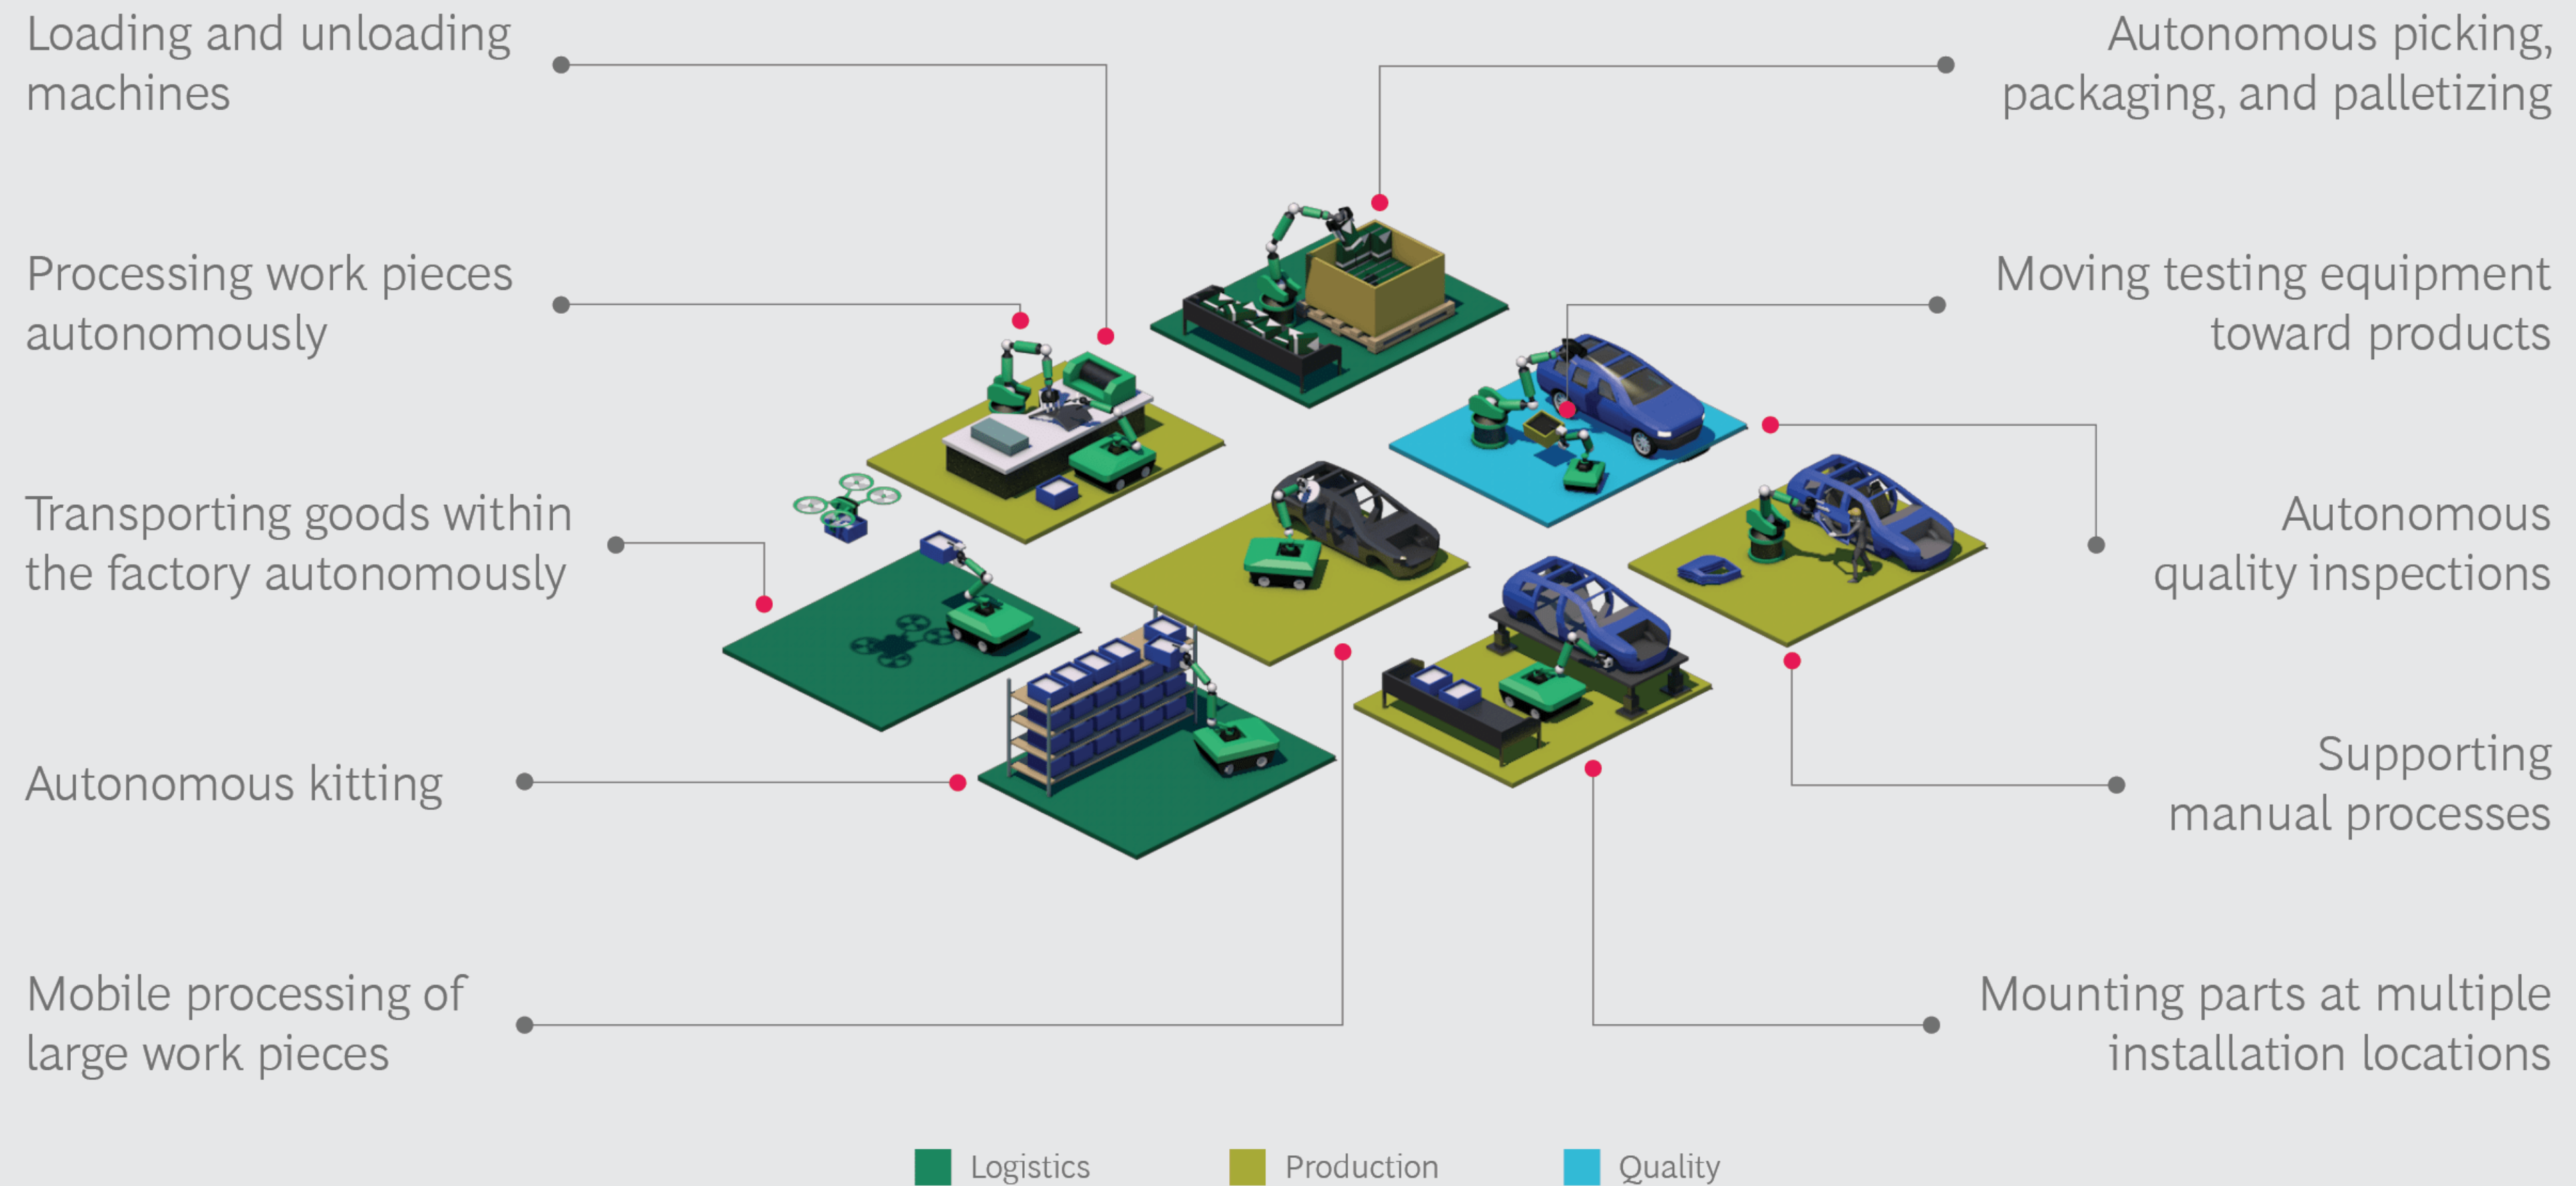 Loading and unloading
machines
Processing work pieces
autonomously
Transporting goods within
the factory autonomously
Autonomous kitting
Mobile processing of
large work pieces
Autonomous picking,
packaging, and palletizing
Moving testing equipment
toward products
Autonomous
quality inspections
Supporting
manual processes
Mounting parts at multiple
installation locations
Logistics
Production
Quality